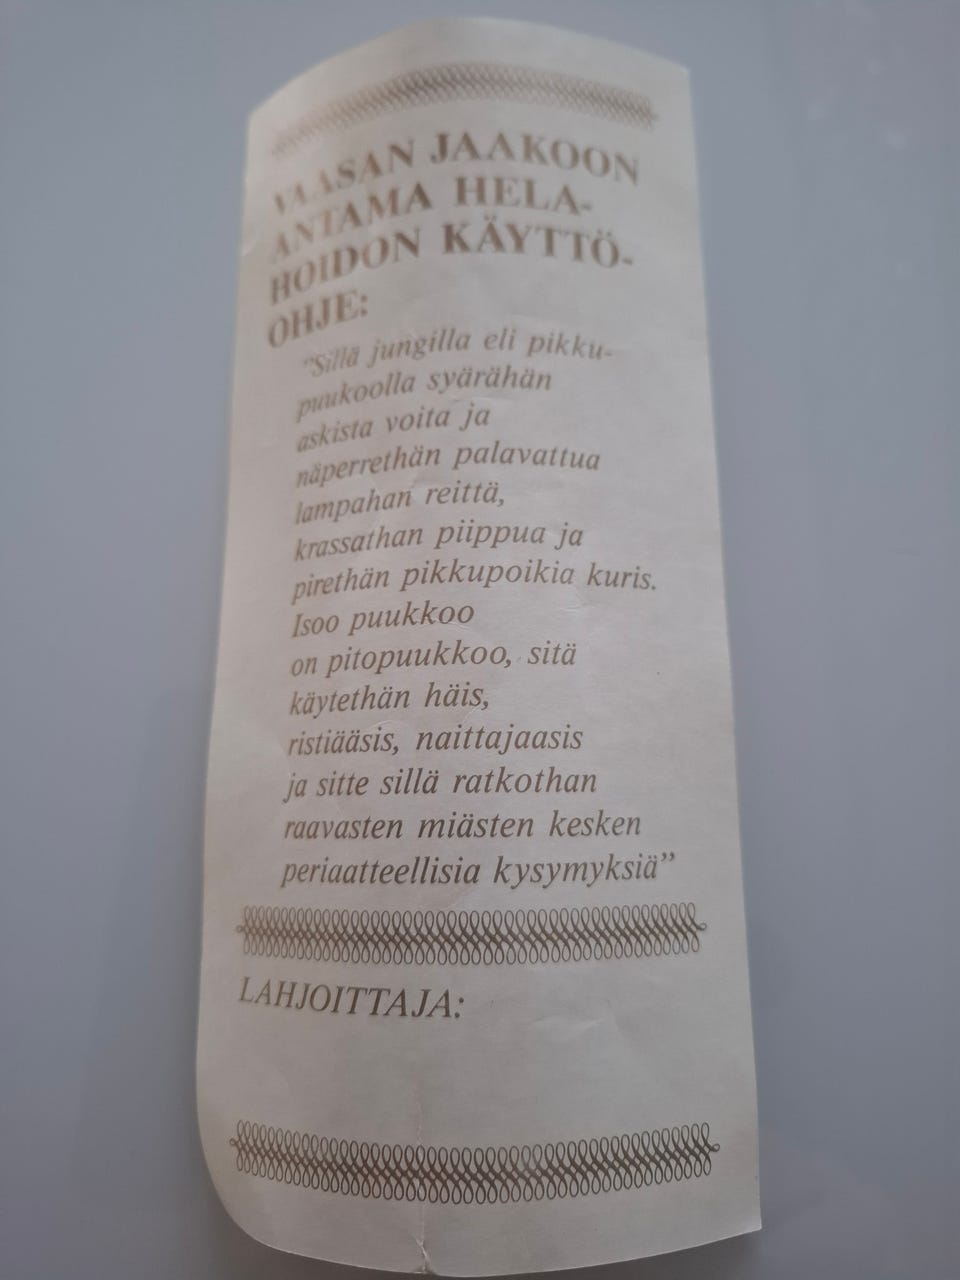 VAASAN JAAKOON
ANTAMA HELA-
HOIDON KÄYTTÖ-
OHJE:
”Sillä jungilla eli pikku-
puukoolla syärähän
askista voita ja
näperrethän palavattua
lampahan reittä,
krassathan piippua ja
pirethän pikkupoikia kuris.
Isoo puukkoo
on pitopuukkoo, sitä
käytethän häis,
ristiääsis, naittajaasis
ja sitte sillä ratkothan
raavasten miästen kesken
periaatteellisia kysymyksiä”
LAHJOITTAJA: